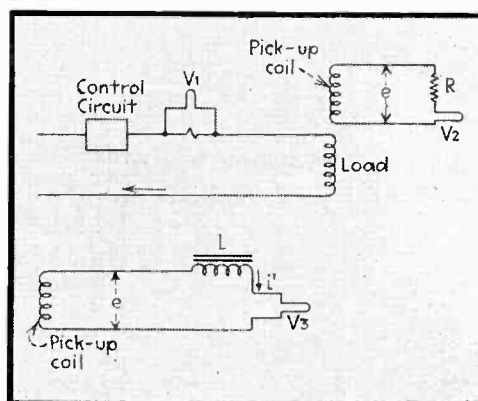 Pick-up
coil
Control
Circuit
V1
e
R
V2
Load
L
e
i'
V3
Pick-up
coil